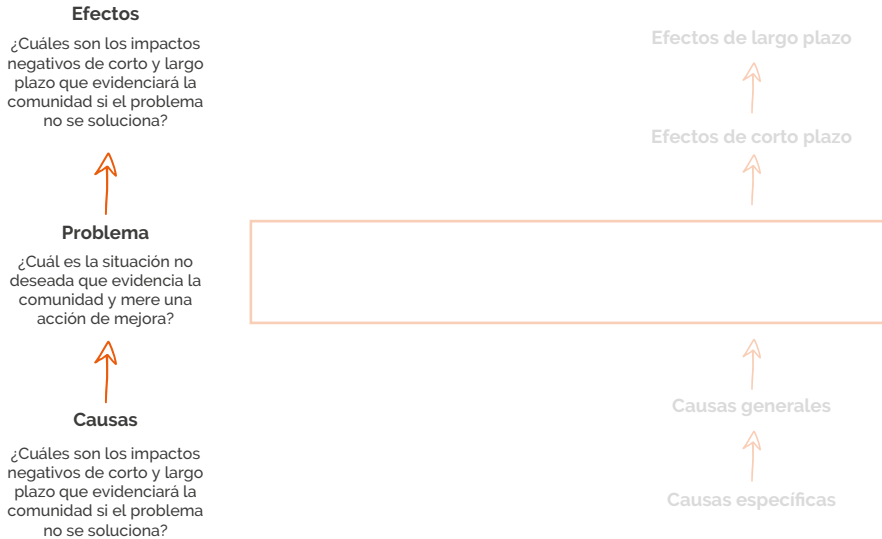 Efectos
¿Cuáles son los impactos
negativos de corto y largo
plazo que evidenciará la
comunidad si el problema
no se soluciona?
Problema
¿Cuál es la situación no
deseada que evidencia la
comunidad y mere una
acción de mejora?
Causas
¿Cuáles son los impactos
negativos de corto y largo
plazo que evidenciará la
comunidad si el problema
no se soluciona?
Efectos de largo plazo
Efectos de corto plazo
Causas generales
Causas específicas